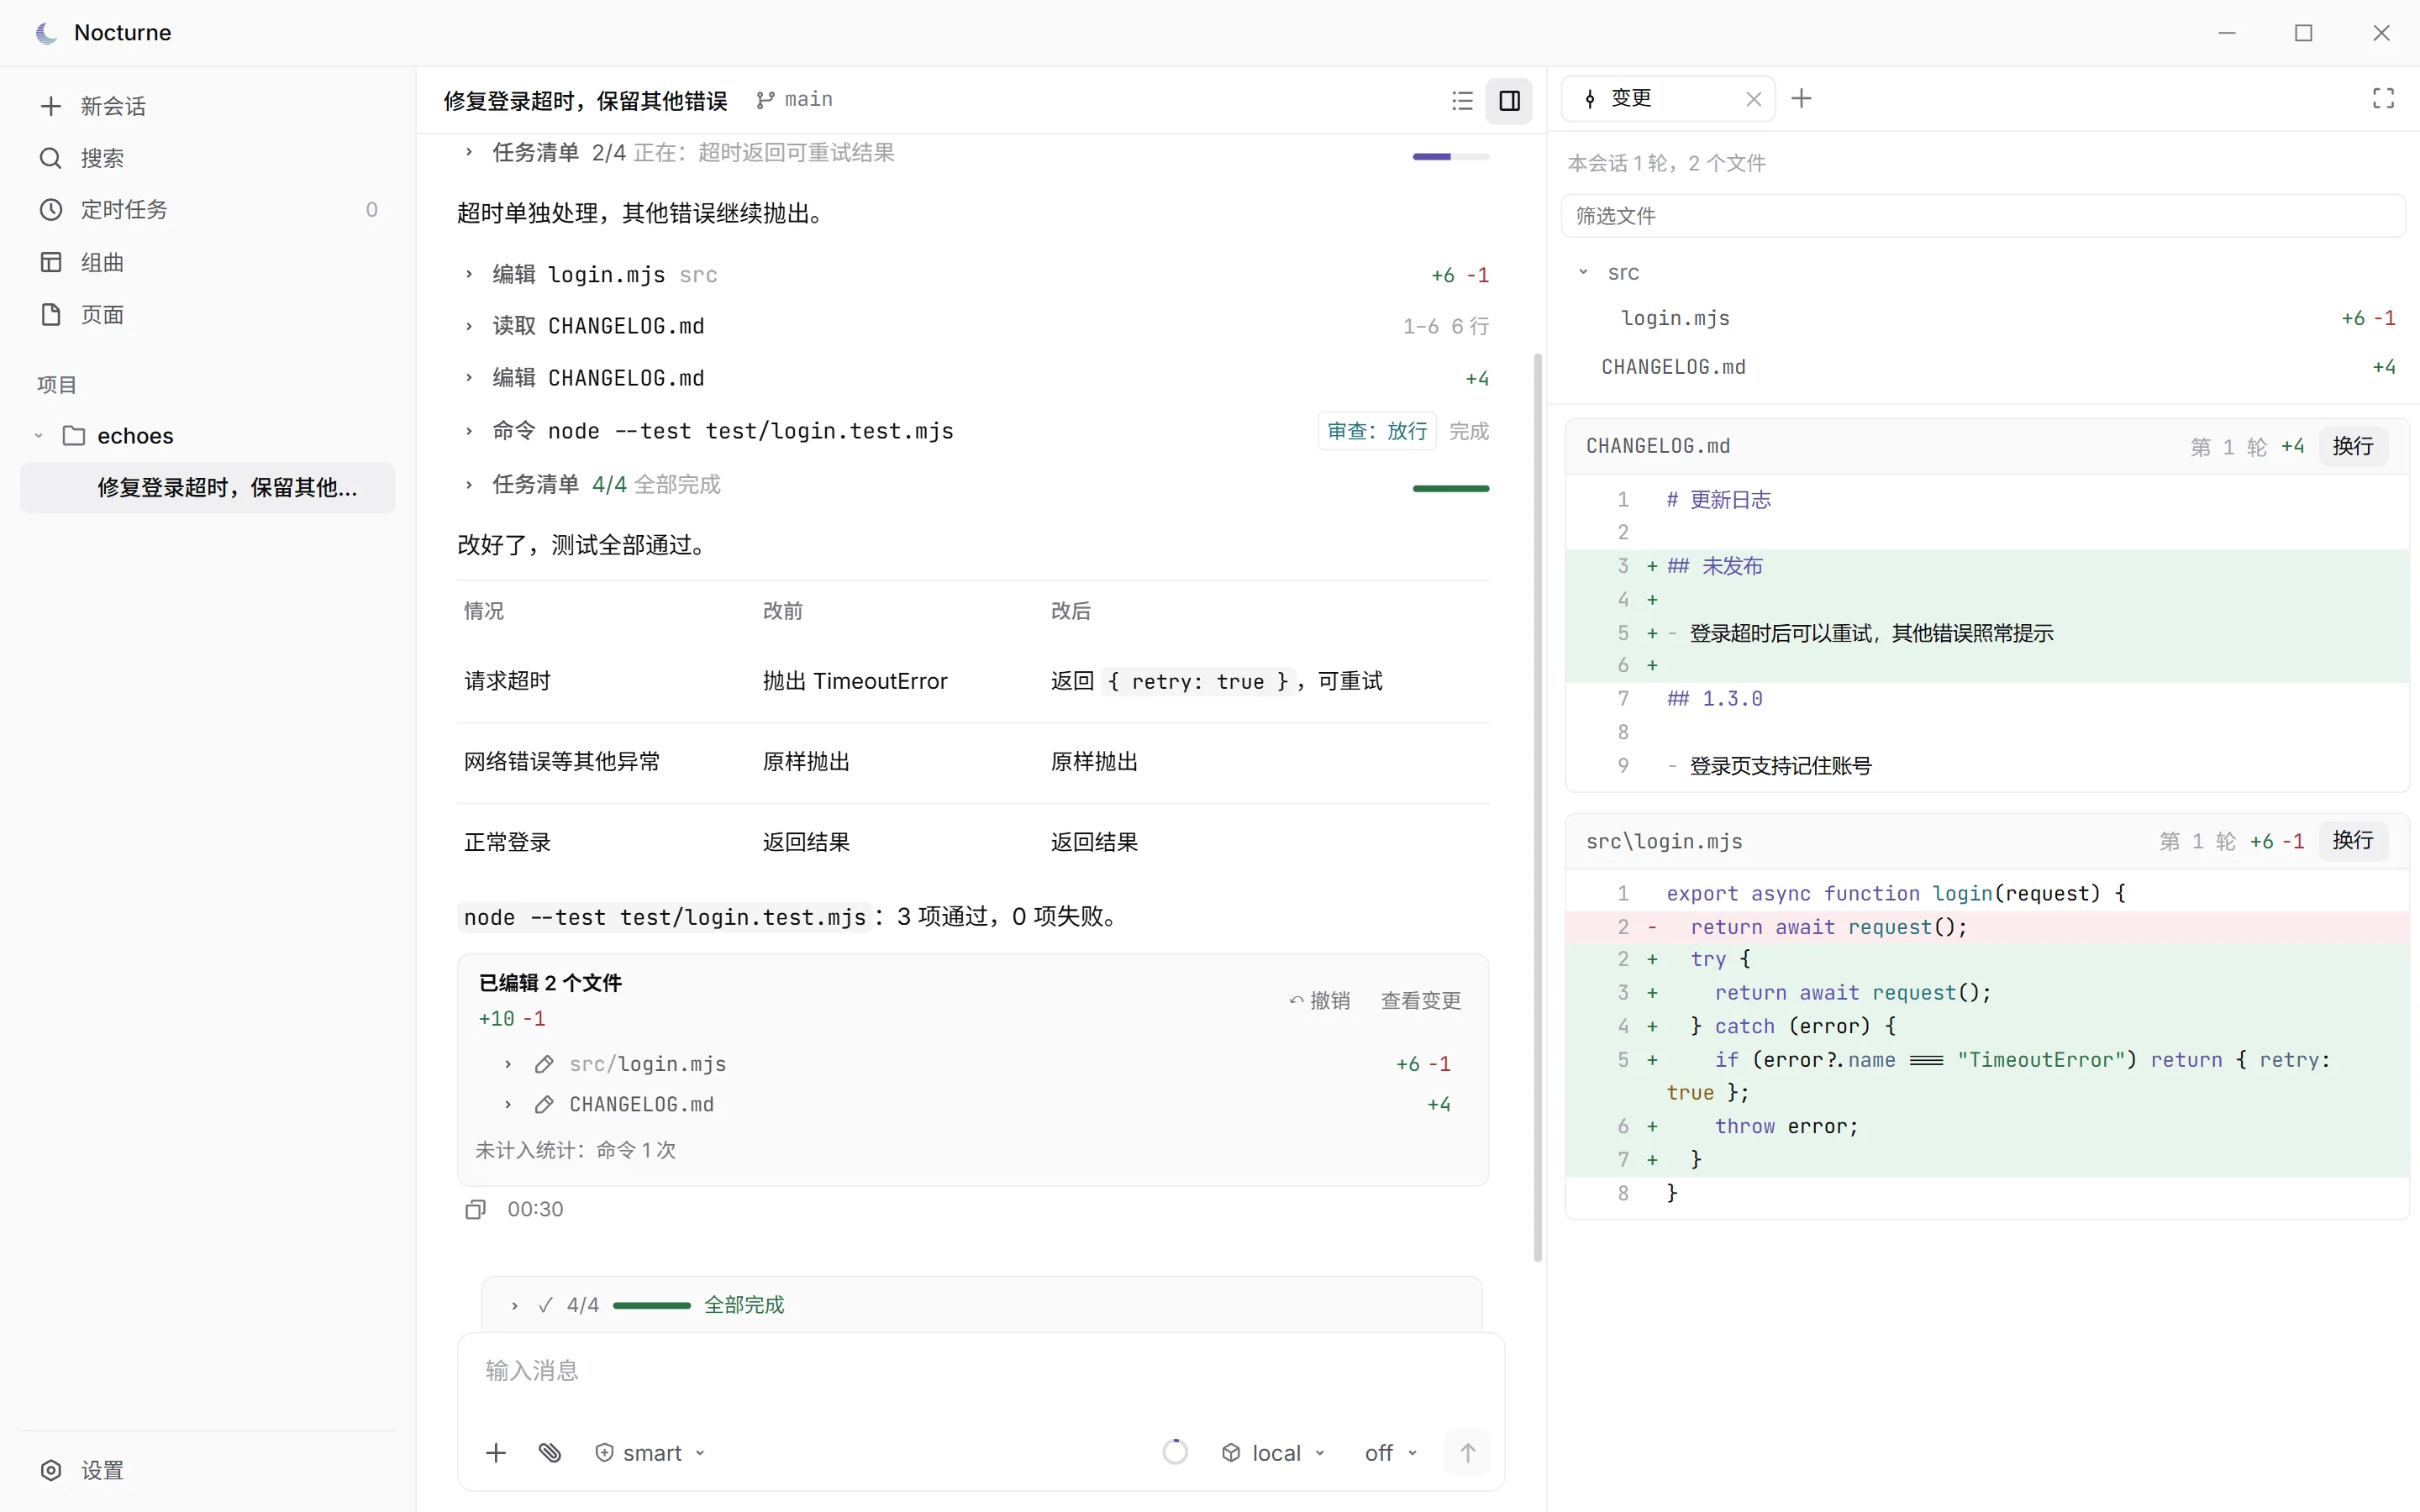 Nocturne
新会话
搜索
定时任务 0
组曲
页面
项目
echoes
修复登录超时，保留其他...
设置
修复登录超时，保留其他错误 main
任务清单 2/4 正在：超时返回可重试结果
超时单独处理，其他错误继续抛出。
编辑 login.mjs src +6 -1
读取 CHANGELOG.md 1–6 6 行
编辑 CHANGELOG.md +4
命令 node --test test/login.test.mjs 审查：放行 完成
任务清单 4/4 全部完成
改好了，测试全部通过。
情况 改前 改后
请求超时 抛出 TimeoutError 返回 { retry: true }，可重试
网络错误等其他异常 原样抛出 原样抛出
正常登录 返回结果 返回结果
node --test test/login.test.mjs：3 项通过，0 项失败。
已编辑 2 个文件
+10 -1
撤销 查看变更
src/login.mjs +6 -1
CHANGELOG.md +4
未计入统计：命令 1 次
00:30
4/4 全部完成
输入消息
smart local off
变更
本会话 1 轮，2 个文件
筛选文件
src
login.mjs +6 -1
CHANGELOG.md +4
CHANGELOG.md 第 1 轮 +4 换行
1 # 更新日志
2
3 + ## 未发布
4 +
5 + - 登录超时后可以重试，其他错误照常提示
6 +
7 ## 1.3.0
8
9 - 登录页支持记住账号
src\login.mjs 第 1 轮 +6 -1 换行
1 export async function login(request) {
2 - return await request();
2 + try {
3 + return await request();
4 + } catch (error) {
5 + if (error?.name === "TimeoutError") return { retry:
true };
6 + throw error;
7 + }
8 }